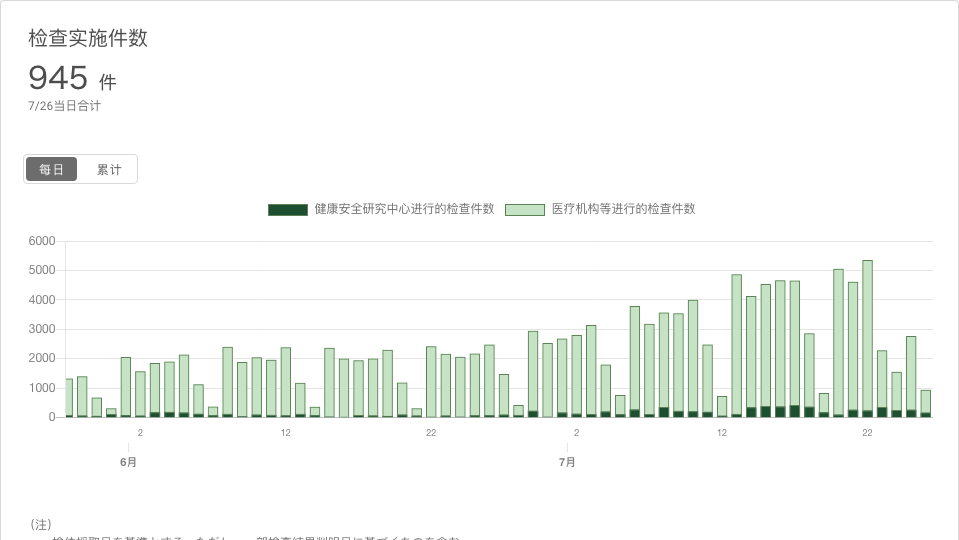 检查实施件数
945 件
7/26当日合计
每日 累计
健康安全研究中心进行的检查件数 医疗机构等进行的检查件数
6000
5000
4000
3000
2000
1000
0
2 12 22 2 12 22
6月 7月
（注）